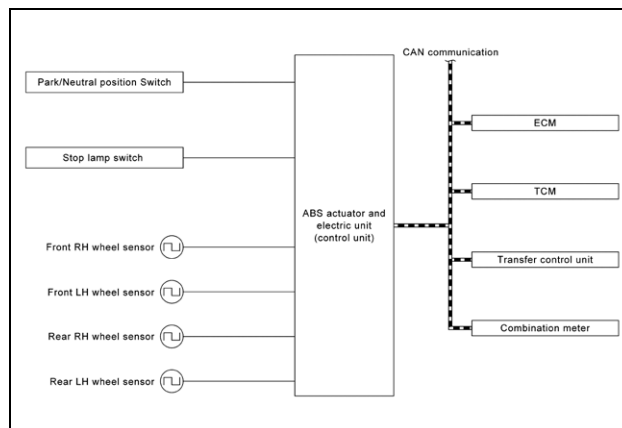 CAN communication
Park/Neutral position Switch
ECM
Stop lamp switch
TCM
ABS actuator and
electric unit
(control unit)
Front RH wheel sensor
Transfer control unit
Front LH wheel sensor
Rear RH wheel sensor
Combination meter
Rear LH wheel sensor